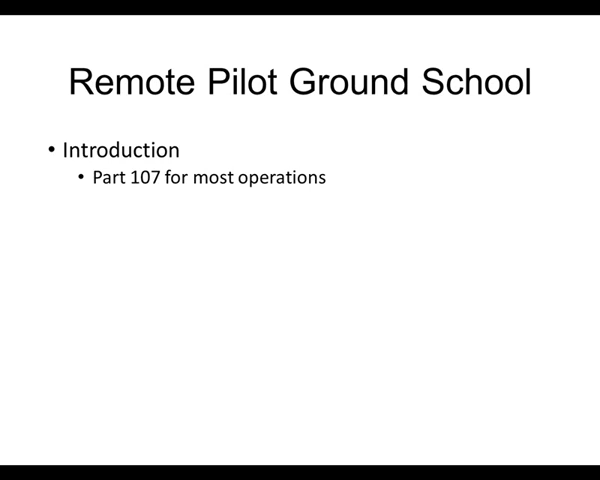 Remote Pilot Ground School
• Introduction
• Part 107 for most operations